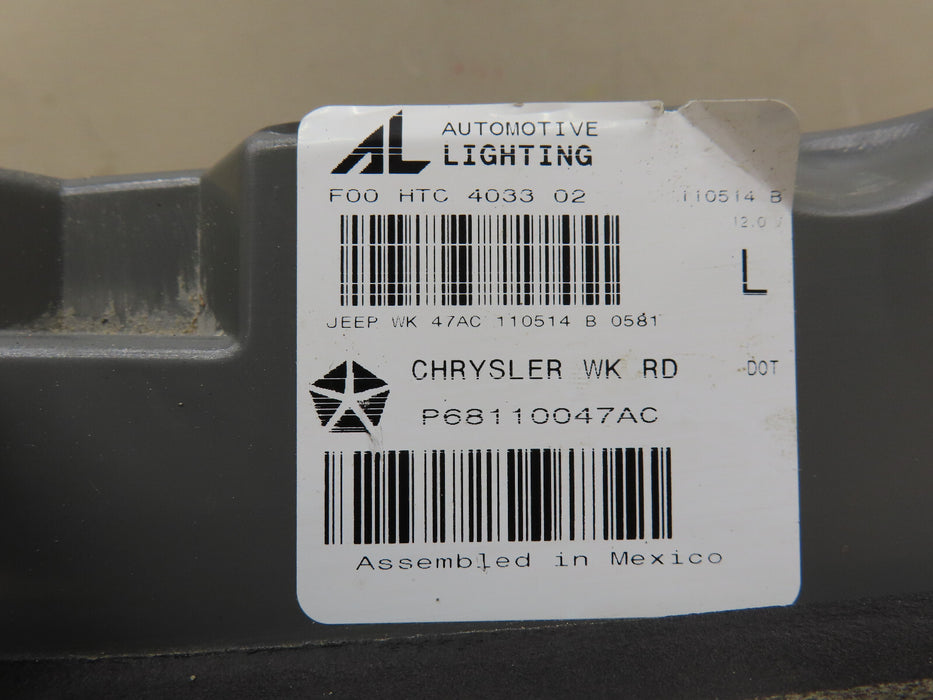 AL AUTOMOTIVE
LIGHTING
F00 HTC 4033 02 110514 B
12.0 V
L
JEEP WK 47AC 110514 B 0581
CHRYSLER WK RD DOT
P68110047AC
Assembled in Mexico